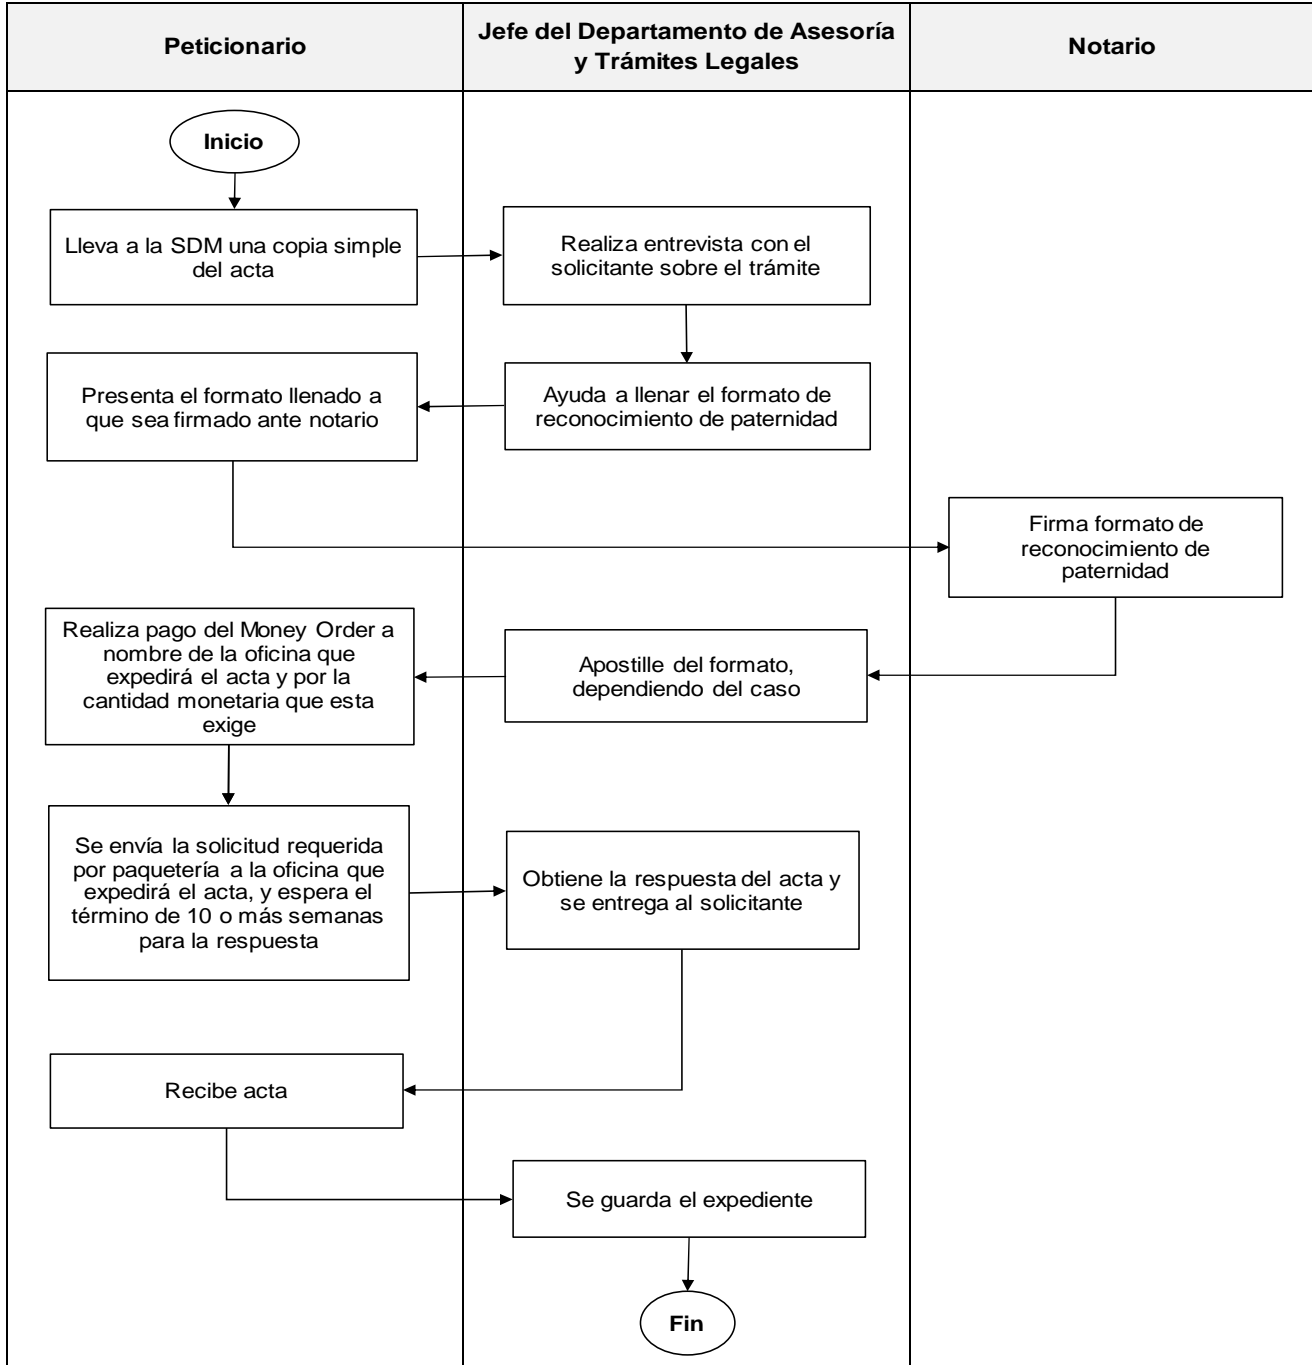 Peticionario
Jefe del Departamento de Asesoría
y Trámites Legales
Notario
Inicio
Lleva a la SDM una copia simple
del acta
Realiza entrevista con el
solicitante sobre el trámite
Ayuda a llenar el formato de
reconocimiento de paternidad
Presenta el formato llenado a
que sea firmado ante notario
Firma formato de
reconocimiento de
paternidad
Apostille del formato,
dependiendo del caso
Realiza pago del Money Order a
nombre de la oficina que
expedirá el acta y por la
cantidad monetaria que esta
exige
Se envía la solicitud requerida
por paquetería a la oficina que
expedirá el acta, y espera el
término de 10 o más semanas
para la respuesta
Obtiene la respuesta del acta y
se entrega al solicitante
Recibe acta
Se guarda el expediente
Fin